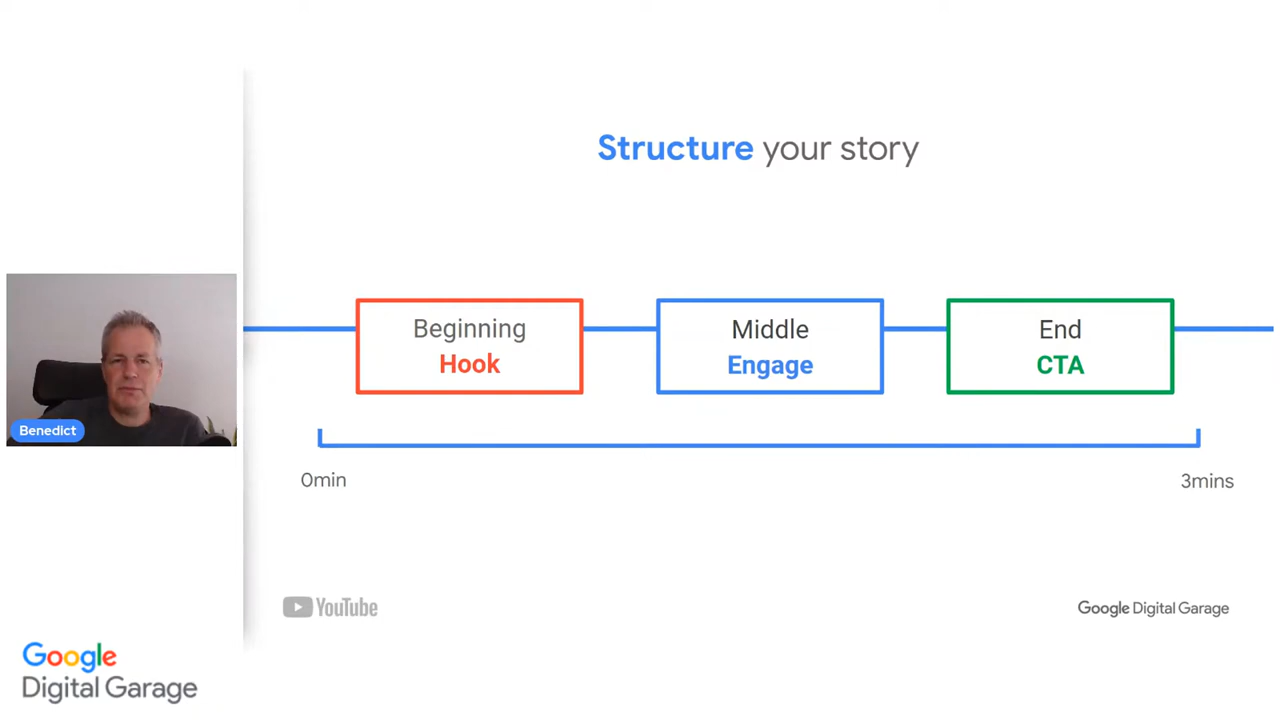 Structure your story
Beginning
Hook
Middle
Engage
End
CTA
Benedict
0min
3mins
YouTube
Google Digital Garage
Google
Digital Garage